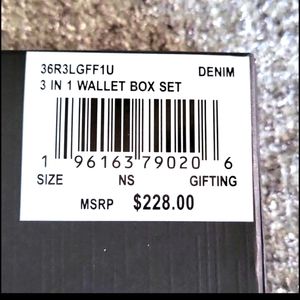 36R3LGFF1U DENIM
3 IN 1 WALLET BOX SET
1 96163 79020 6
SIZE NS GIFTING
MSRP $228.00